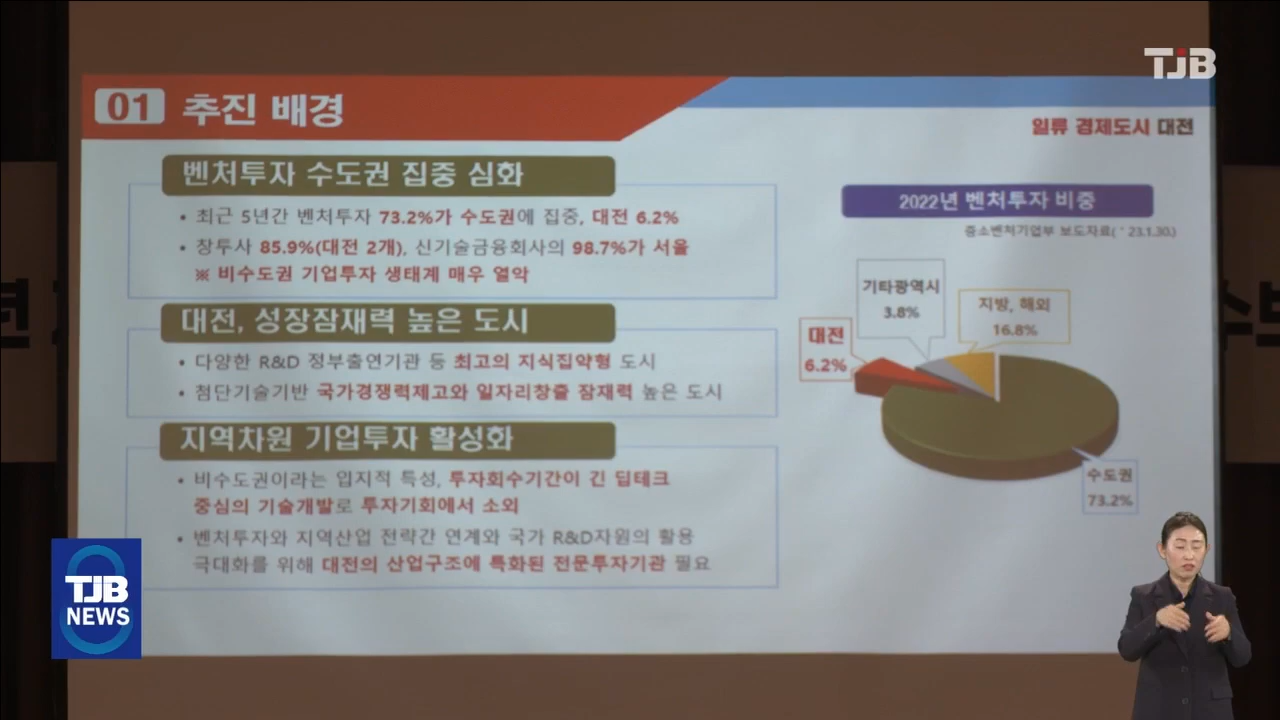 TJB
01 추진 배경
일류 경제도시 대전
벤처투자 수도권 집중 심화
• 최근 5년간 벤처투자 73.2%가 수도권에 집중, 대전 6.2%
• 창투사 85.9%(대전 2개), 신기술금융회사의 98.7%가 서울
※ 비수도권 기업투자 생태계 매우 열악
대전, 성장잠재력 높은 도시
• 다양한 R&D 정부출연기관 등 최고의 지식집약형 도시
• 첨단기술기반 국가경쟁력제고와 일자리창출 잠재력 높은 도시
지역차원 기업투자 활성화
• 비수도권이라는 입지적 특성, 투자회수기간이 긴 딥테크
중심의 기술개발로 투자기회에서 소외
• 벤처투자와 지역산업 전략간 연계와 국가 R&D자원의 활용
극대화를 위해 대전의 산업구조에 특화된 전문투자기관 필요
2022년 벤처투자 비중
중소벤처기업부 보도자료( ' 23.1.30.)
기타광역시
3.8%
지방, 해외
16.8%
대전
6.2%
수도권
73.2%
TJB
NEWS